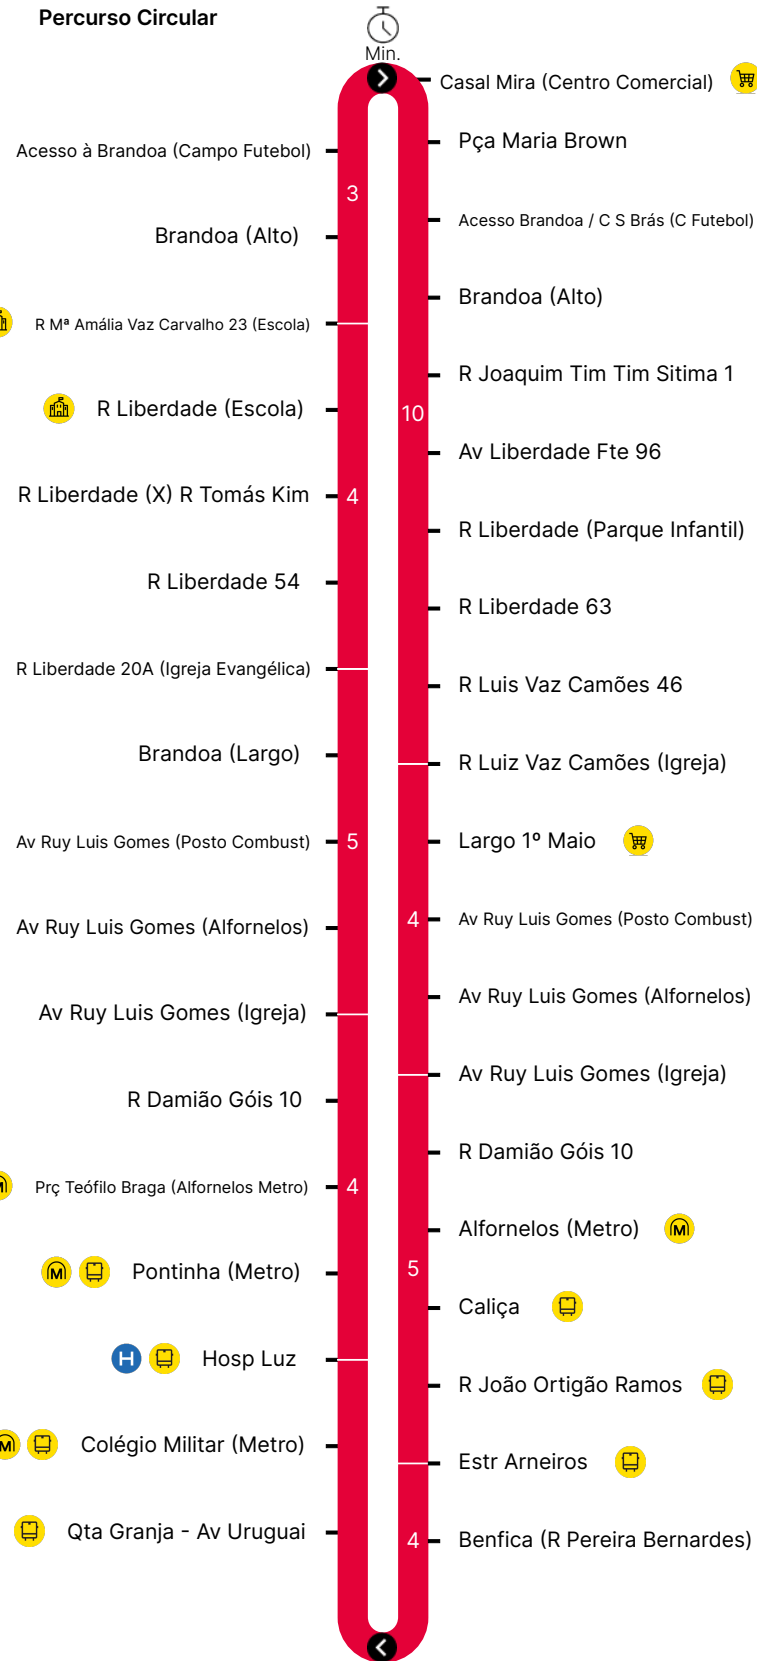 Percurso Circular
Min.
Casal Mira (Centro Comercial)
Pça Maria Brown
Acesso Brandoa / C S Brás (C Futebol)
Brandoa (Alto)
R Joaquim Tim Tim Sitima 1
10
Av Liberdade Fte 96
R Liberdade (Parque Infantil)
R Liberdade 63
R Luis Vaz Camões 46
R Luiz Vaz Camões (Igreja)
Largo 1º Maio
4
Av Ruy Luis Gomes (Posto Combust)
Av Ruy Luis Gomes (Alfornelos)
Av Ruy Luis Gomes (Igreja)
R Damião Góis 10
Alfornelos (Metro)
M
5
Caliça
R João Ortigão Ramos
Estr Arneiros
4
Benfica (R Pereira Bernardes)
Acesso à Brandoa (Campo Futebol)
3
Brandoa (Alto)
R Mª Amália Vaz Carvalho 23 (Escola)
R Liberdade (Escola)
R Liberdade (X) R Tomás Kim
4
R Liberdade 54
R Liberdade 20A (Igreja Evangélica)
Brandoa (Largo)
Av Ruy Luis Gomes (Posto Combust)
5
Av Ruy Luis Gomes (Alfornelos)
Av Ruy Luis Gomes (Igreja)
R Damião Góis 10
M
Prç Teófilo Braga (Alfornelos Metro)
4
M
Pontinha (Metro)
H
Hosp Luz
M
Colégio Militar (Metro)
Qta Granja - Av Uruguai